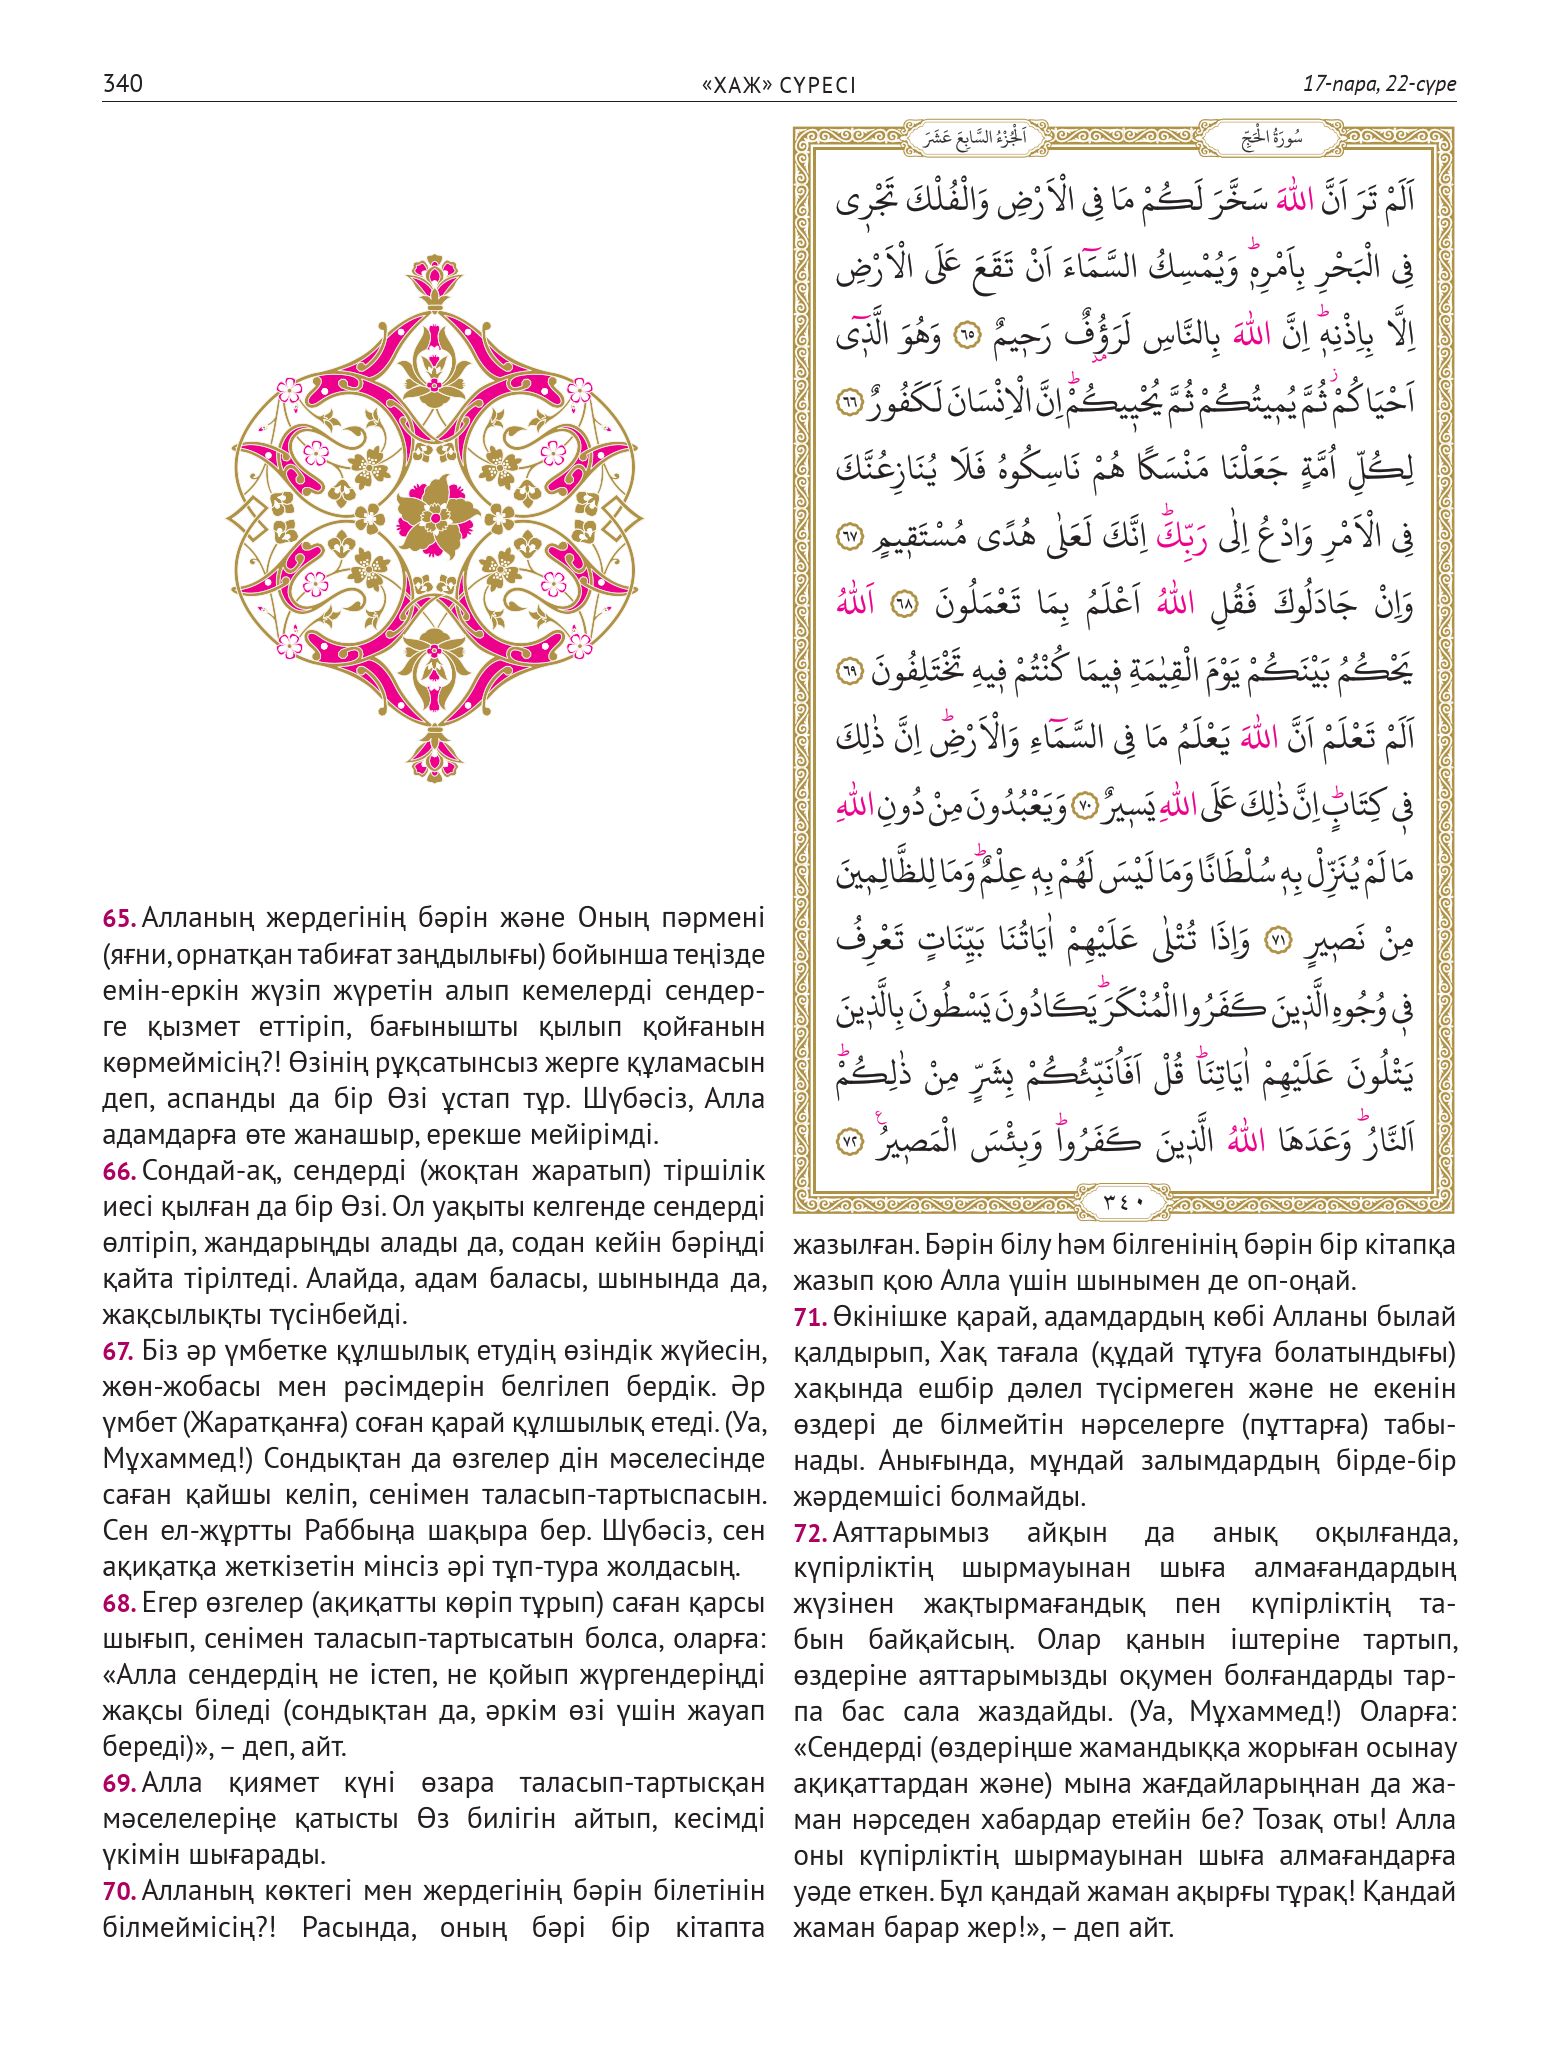 340
«ХАЖ» СҮРЕСІ
17-пара, 22-сүре
65. Алланың жердегінің бәрін және Оның пәрмені
(яғни, орнатқан табиғат заңдылығы) бойынша теңізде
емін-еркін жүзіп жүретін алып кемелерді сендер-
ге қызмет еттіріп, бағынышты қылып қойғанын
көрмеймісің?! Өзінің рұқсатынсыз жерге құламасын
деп, аспанды да бір Өзі ұстап тұр. Шүбәсіз, Алла
адамдарға өте жанашыр, ерекше мейірімді.
66. Сондай-ақ, сендерді (жоқтан жаратып) тіршілік
иесі қылған да бір Өзі. Ол уақыты келгенде сендерді
өлтіріп, жандарыңды алады да, содан кейін бәріңді
қайта тірілтеді. Алайда, адам баласы, шынында да,
жақсылықты түсінбейді.
67. Біз әр үмбетке құлшылық етудің өзіндік жүйесін,
жөн-жобасы мен рәсімдерін белгілеп бердік. Әр
үмбет (Жаратқанға) соған қарай құлшылық етеді. (Уа,
Мұхаммед!) Сондықтан да өзгелер дін мәселесінде
саған қайшы келіп, сенімен таласып-тартыспасын.
Сен ел-жұртты Раббыңа шақыра бер. Шүбәсіз, сен
ақиқатқа жеткізетін мінсіз әрі тұп-тура жолдасың.
68. Егер өзгелер (ақиқатты көріп тұрып) саған қарсы
шығып, сенімен таласып-тартысатын болса, оларға:
«Алла сендердің не істеп, не қойып жүргендеріңді
жақсы біледі (сондықтан да, әркім өзі үшін жауап
береді)», – деп, айт.
69. Алла қиямет күні өзара таласып-тартысқан
мәселелеріңе қатысты Өз билігін айтып, кесімді
үкімін шығарады.
70. Алланың көктегі мен жердегінің бәрін білетінін
білмеймісің?! Расында, оның бәрі бір кітапта
سُورَةُ الْحَجِّ
اَلْجُزْءُ السَّابِعَ عَشَرَ
اَلَمْ تَرَ اَنَّ اللّٰهَ سَخَّرَ لَكُمْ مَا فِى الْاَرْضِ وَالْفُلْكَ تَجْرٖى
فِى الْبَحْرِ بِاَمْرِهٖؕ وَيُمْسِكُ السَّمَٓاءَ اَنْ تَقَعَ عَلَى الْاَرْضِ
اِلَّا بِاِذْنِهٖؕ اِنَّ اللّٰهَ بِالنَّاسِ لَرَؤُفٌ رَحٖيمٌ ﴿٦٥﴾ وَهُوَ الَّذٖٓى
اَحْيَاكُمْؗ ثُمَّ يُمٖيتُكُمْ ثُمَّ يُحْيٖيكُمْؕ اِنَّ الْاِنْسَانَ لَكَفُورٌ ﴿٦٦﴾
لِكُلِّ اُمَّةٍ جَعَلْنَا مَنْسَكًا هُمْ نَاسِكُوهُ فَلَا يُنَازِعُنَّكَ
فِى الْاَمْرِ وَادْعُ اِلٰى رَبِّكَؕ اِنَّكَ لَعَلٰى هُدًى مُسْتَقٖيمٍ ﴿٦٧﴾
وَاِنْ جَادَلُوكَ فَقُلِ اللّٰهُ اَعْلَمُ بِمَا تَعْمَلُونَ ﴿٦٨﴾ اَللّٰهُ
يَحْكُمُ بَيْنَكُمْ يَوْمَ الْقِيٰمَةِ فٖيمَا كُنْتُمْ فٖيهِ تَخْتَلِفُونَ ﴿٦٩﴾
اَلَمْ تَعْلَمْ اَنَّ اللّٰهَ يَعْلَمُ مَا فِى السَّمَٓاءِ وَالْاَرْضِؕ اِنَّ ذٰلِكَ
فٖى كِتَابٍؕ اِنَّ ذٰلِكَ عَلَى اللّٰهِ يَسٖيرٌ ﴿٧٠﴾ وَيَعْبُدُونَ مِنْ دُونِ اللّٰهِ
مَا لَمْ يُنَزِّلْ بِهٖ سُلْطَانًا وَمَا لَيْسَ لَهُمْ بِهٖ عِلْمٌؕ وَمَا لِلظَّالِمٖينَ
مِنْ نَصٖيرٍ ﴿٧١﴾ وَاِذَا تُتْلٰى عَلَيْهِمْ اٰيَاتُنَا بَيِّنَاتٍ تَعْرِفُ
فٖى وُجُوهِ الَّذٖينَ كَفَرُوا الْمُنْكَرَؕ يَكَادُونَ يَسْطُونَ بِالَّذٖينَ
يَتْلُونَ عَلَيْهِمْ اٰيَاتِنَاؕ قُلْ اَفَاُنَبِّئُكُمْ بِشَرٍّ مِنْ ذٰلِكُمْؕ
اَلنَّارُؕ وَعَدَهَا اللّٰهُ الَّذٖينَ كَفَرُواؕ وَبِئْسَ الْمَصٖيرُ ﴿٧٢﴾
٣٤٠
жазылған. Бәрін білу һәм білгенінің бәрін бір кітапқа
жазып қою Алла үшін шынымен де оп-оңай.
71. Өкінішке қарай, адамдардың көбі Алланы былай
қалдырып, Хақ тағала (құдай тұтуға болатындығы)
хақында ешбір дәлел түсірмеген және не екенін
өздері де білмейтін нәрселерге (пұттарға) табы-
нады. Анығында, мұндай залымдардың бірде-бір
жәрдемшісі болмайды.
72. Аяттарымыз айқын да анық оқылғанда,
күпірліктің шырмауынан шыға алмағандардың
жүзінен жақтырмағандық пен күпірліктің та-
бын байқайсың. Олар қанын іштеріне тартып,
өздеріне аяттарымызды оқумен болғандарды тар-
па бас сала жаздайды. (Уа, Мұхаммед!) Оларға:
«Сендерді (өздеріңше жамандыққа жорыған осынау
ақиқаттардан және) мына жағдайларыңнан да жа-
ман нәрседен хабардар етейін бе? Тозақ оты! Алла
оны күпірліктің шырмауынан шыға алмағандарға
уәде еткен. Бұл қандай жаман ақырғы тұрақ! Қандай
жаман барар жер!», – деп айт.